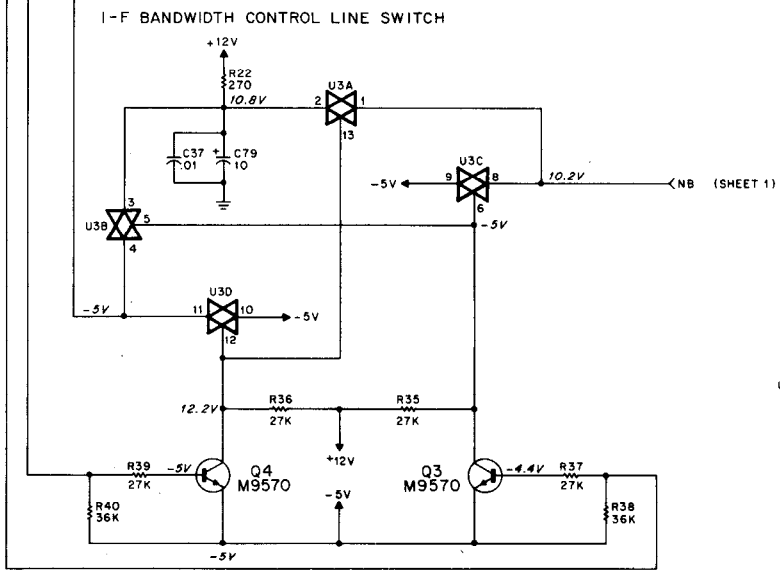 I-F BANDWIDTH CONTROL LINE SWITCH
+12V
R22
270
10.8V
U3A
2
1
13
C37
.01
+
C79
10
U3C
9
8
6
-5V
10.2V
NB (SHEET 1)
3
U3B
5
4
-5V
U3D
-5V
11
10
12
-5V
12.2V
R36
27K
R35
27K
+12V
R39
27K
-5V
Q4
M9570
-5V
Q3
M9570
-4.4V
R37
27K
R40
36K
R38
36K
-5V